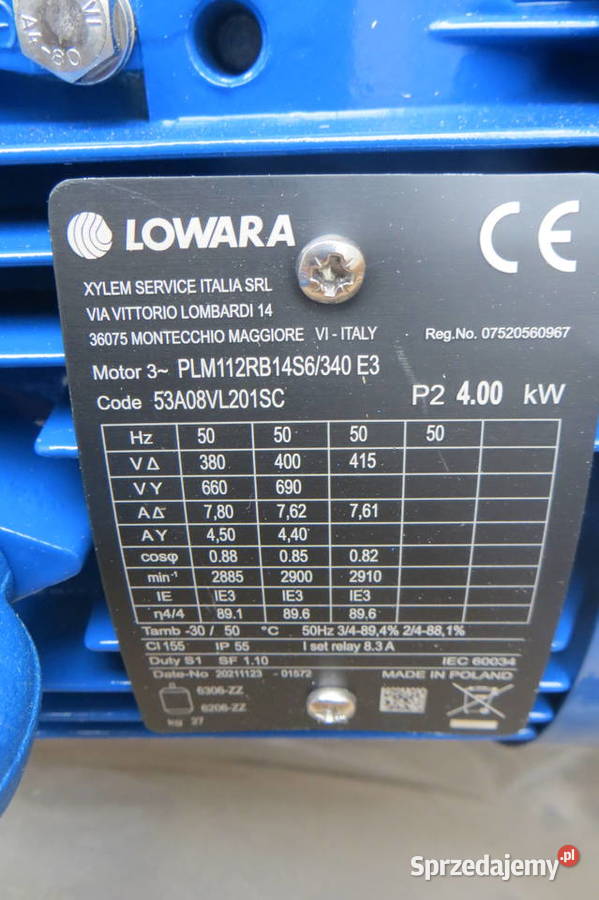 A4-80
LOWARA
CE
XYLEM SERVICE ITALIA SRL
VIA VITTORIO LOMBARDI 14
36075 MONTECCHIO MAGGIORE VI - ITALY Reg.No. 07520560967
Motor 3~ PLM112RB14S6/340 E3
Code 53A08VL201SC P2 4.00 kW
Hz 50 50 50 50
V Δ 380 400 415
V Y 660 690
A Δ 7,80 7,62 7,61
A Y 4,50 4,40
cosφ 0.88 0.85 0.82
min⁻¹ 2885 2900 2910
IE IE3 IE3 IE3
η4/4 89.1 89.6 89,6
Tamb -30 / 50 °C 50Hz 3/4-89,4% 2/4-88,1%
Cl 155 IP 55 I set relay 8.3 A
Duty S1 SF 1.10 IEC 60034
Date-No 20211123 - 01572 MADE IN POLAND
6306-ZZ
6206-ZZ
kg 27
Sprzedajemy.pl